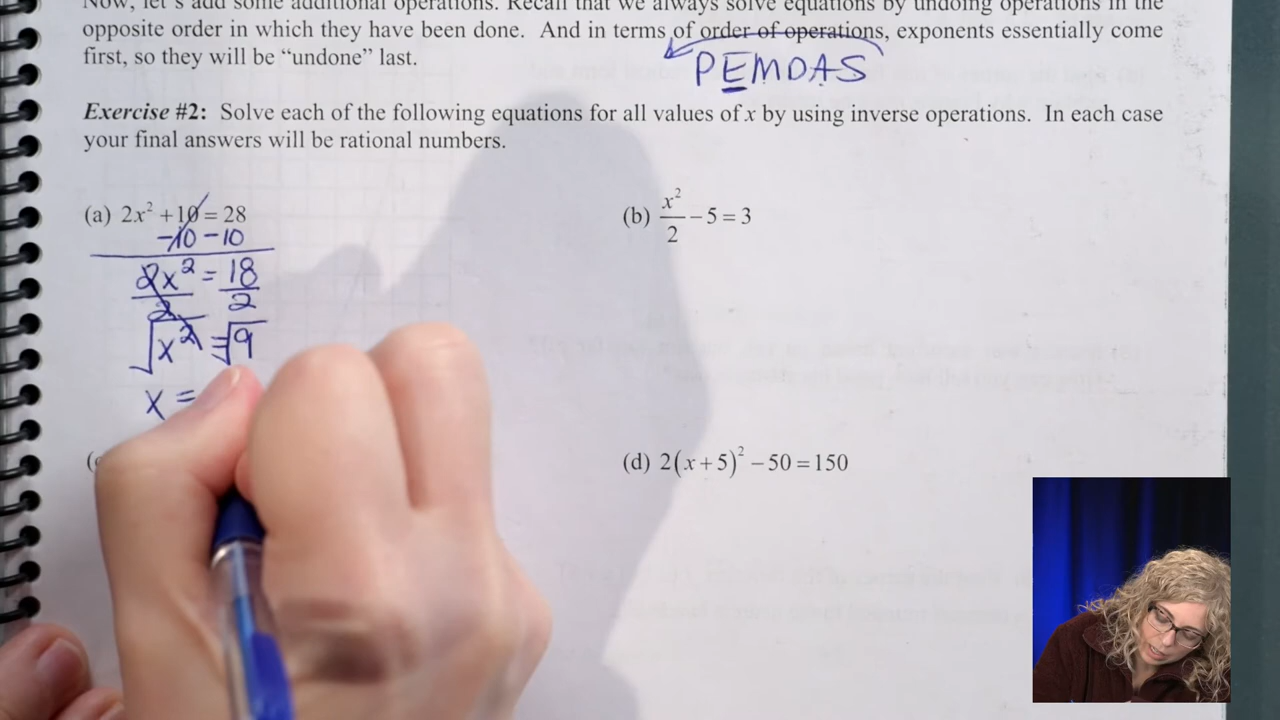 Now, let's add some additional operations. Recall that we always solve equations by undoing operations in the
opposite order in which they have been done. And in terms of order of operations, exponents essentially come
first, so they will be "undone" last.
PEMDAS
Exercise #2: Solve each of the following equations for all values of x by using inverse operations. In each case
your final answers will be rational numbers.
(a) 2x² + 10 = 28
-10 -10
2x² = 18
2 2
√x² = √9
x =
(b) x²/2 - 5 = 3
(d) 2(x+5)² - 50 = 150